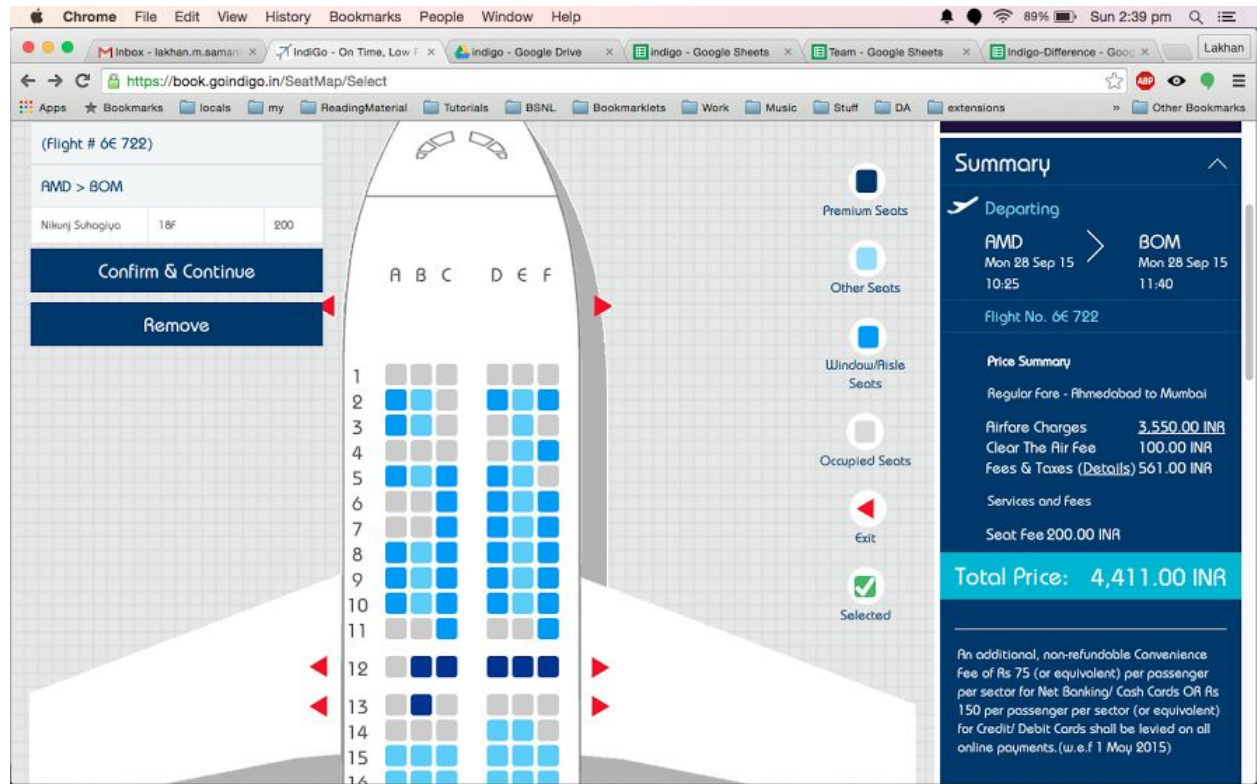 Chrome File Edit View History Bookmarks People Window Help 89% Sun 2:39 pm
Inbox - lakhan.m.saman
IndiGo - On Time, Low F
indigo - Google Drive
indigo - Google Sheets
Team - Google Sheets
Indigo-Difference - Goo
Lakhan
https://book.goindigo.in/SeatMap/Select
ABP
Apps Bookmarks locals my ReadingMaterial Tutorials BSNL Bookmarklets Work Music Stuff DA extensions » Other Bookmarks
(Flight # 6E 722)
AMD > BOM
Nikunj Suhagiya 18F 200
Confirm & Continue
Remove
A B C D E F
1
2
3
4
5
6
7
8
9
10
11
12
13
14
15
16
Premium Seats
Other Seats
Window/Aisle
Seats
Occupied Seats
Exit
Selected
Summary
Departing
AMD BOM
Mon 28 Sep 15 Mon 28 Sep 15
10:25 11:40
Flight No. 6E 722
Price Summary
Regular Fare - Ahmedabad to Mumbai
Airfare Charges 3,550.00 INR
Clear The Air Fee 100.00 INR
Fees & Taxes (Details) 561.00 INR
Services and Fees
Seat Fee 200.00 INR
Total Price: 4,411.00 INR
An additional, non-refundable Convenience
Fee of Rs 75 (or equivalent) per passenger
per sector for Net Banking/ Cash Cards OR Rs
150 per passenger per sector (or equivalent)
for Credit/ Debit Cards shall be levied on all
online payments.(w.e.f 1 May 2015)